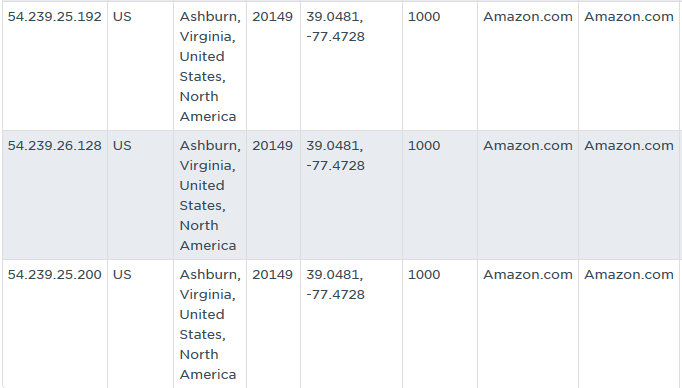 54.239.25.192 US Ashburn, 20149 39.0481, 1000 Amazon.com Amazon.com
Virginia, -77.4728
United
States,
North
America
54.239.26.128 US Ashburn, 20149 39.0481, 1000 Amazon.com Amazon.com
Virginia, -77.4728
United
States,
North
America
54.239.25.200 US Ashburn, 20149 39.0481, 1000 Amazon.com Amazon.com
Virginia, -77.4728
United
States,
North
America